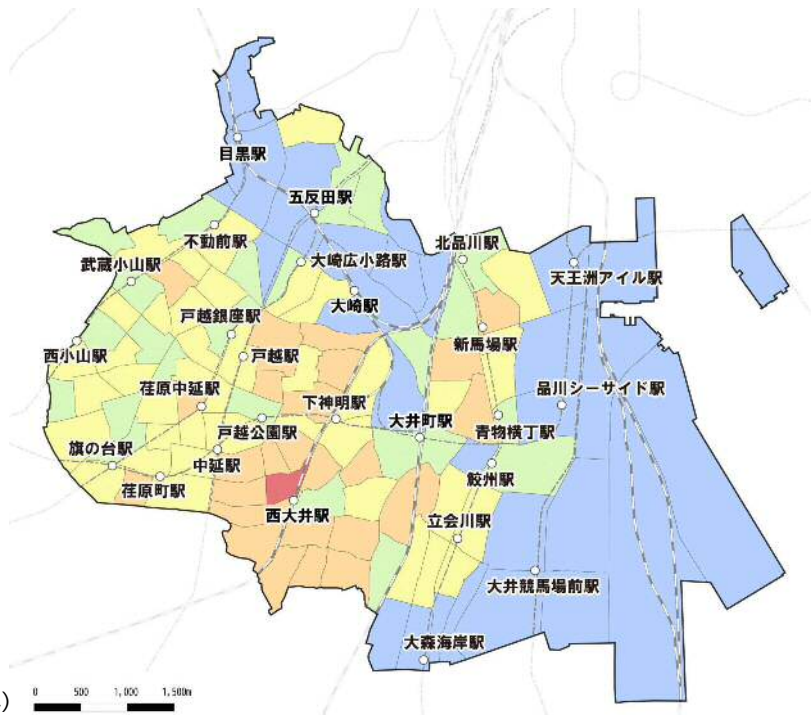 目黒駅
五反田駅
不動前駅
北品川駅
武蔵小山駅
大崎広小路駅
天王洲アイル駅
大崎駅
戸越銀座駅
新馬場駅
西小山駅
戸越駅
荏原中延駅
下神明駅
品川シーサイド駅
戸越公園駅
大井町駅
青物横丁駅
旗の台駅
中延駅
鮫洲駅
荏原町駅
西大井駅
立会川駅
大井競馬場前駅
大森海岸駅
)
0 500 1,000 1,500m